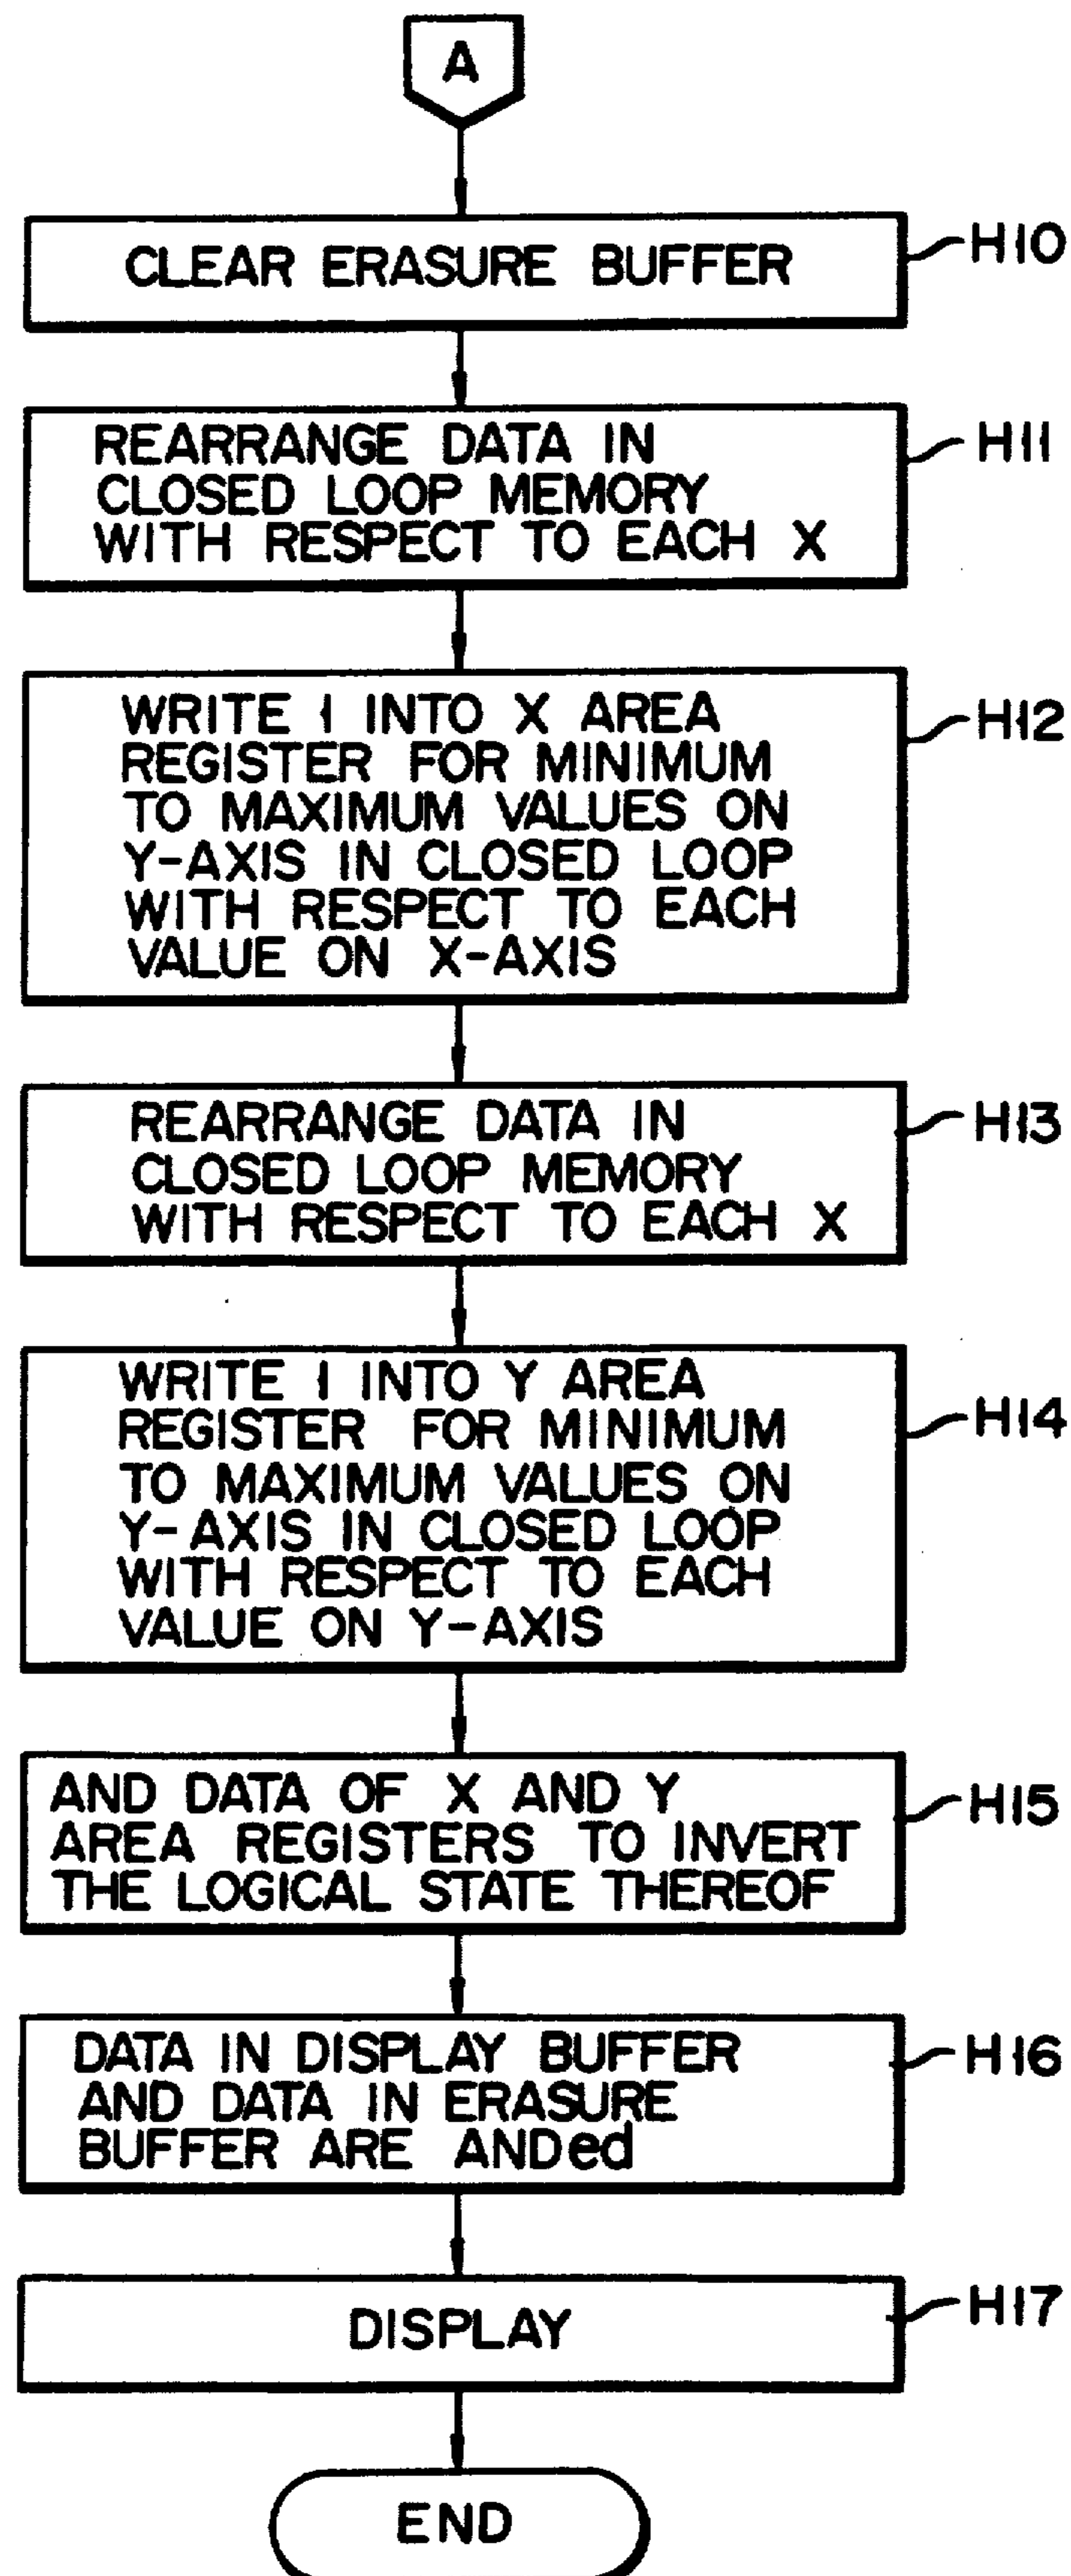 A
CLEAR ERASURE BUFFER
H10
REARRANGE DATA IN
CLOSED LOOP MEMORY
WITH RESPECT TO EACH X
H11
WRITE 1 INTO X AREA
REGISTER FOR MINIMUM
TO MAXIMUM VALUES ON
Y-AXIS IN CLOSED LOOP
WITH RESPECT TO EACH
VALUE ON X-AXIS
H12
REARRANGE DATA IN
CLOSED LOOP MEMORY
WITH RESPECT TO EACH X
H13
WRITE 1 INTO Y AREA
REGISTER FOR MINIMUM
TO MAXIMUM VALUES ON
Y-AXIS IN CLOSED LOOP
WITH RESPECT TO EACH
VALUE ON Y-AXIS
H14
AND DATA OF X AND Y
AREA REGISTERS TO INVERT
THE LOGICAL STATE THEREOF
H15
DATA IN DISPLAY BUFFER
AND DATA IN ERASURE
BUFFER ARE ANDed
H16
DISPLAY
H17
END